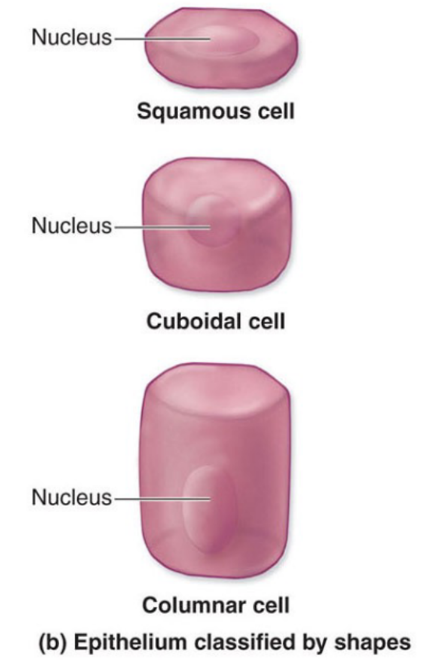 Nucleus
Squamous cell
Nucleus
Cuboidal cell
Nucleus
Columnar cell
(b) Epithelium classified by shapes